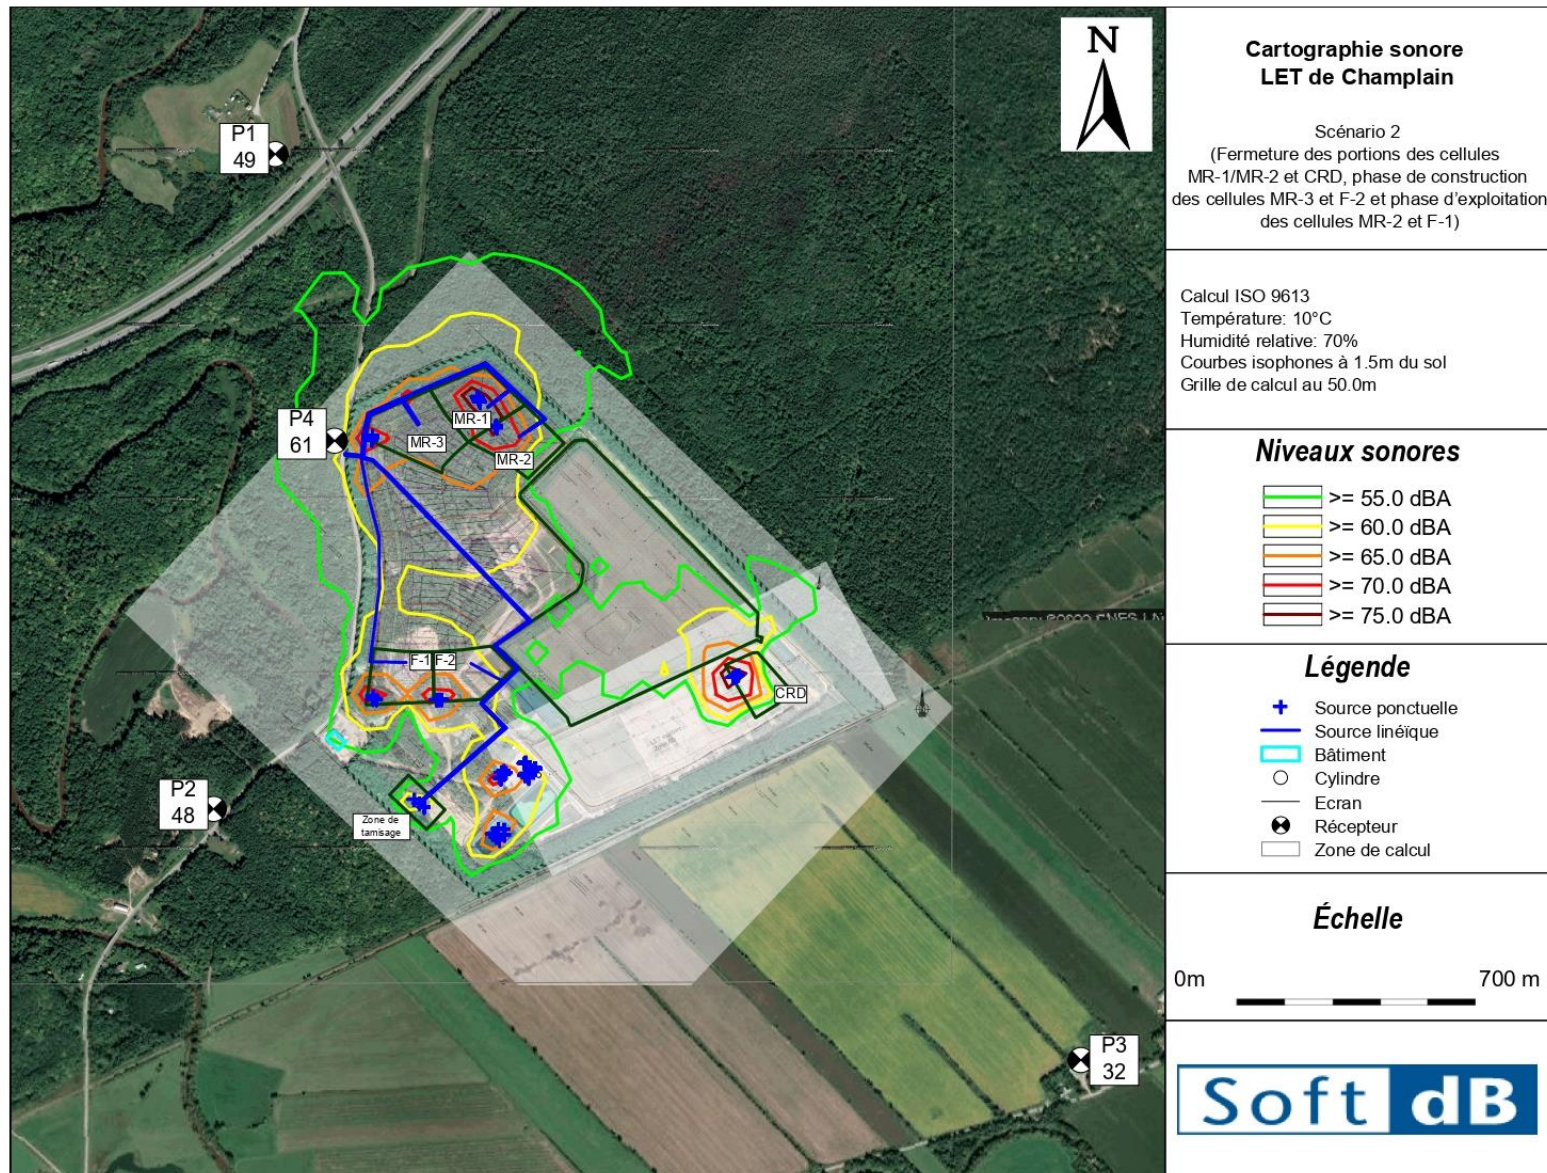 N
P1
49
P4
61
MR-1
MR-3
MR-2
F-1
F-2
CRD
P2
48
Zone de
tamisage
P3
32
Cartographie sonore
LET de Champlain
Scénario 2
(Fermeture des portions des cellules
MR-1/MR-2 et CRD, phase de construction
des cellules MR-3 et F-2 et phase d'exploitation
des cellules MR-2 et F-1)
Calcul ISO 9613
Température: 10°C
Humidité relative: 70%
Courbes isophones à 1.5m du sol
Grille de calcul au 50.0m
Niveaux sonores
>= 55.0 dBA
>= 60.0 dBA
>= 65.0 dBA
>= 70.0 dBA
>= 75.0 dBA
Légende
Source ponctuelle
Source linéïque
Bâtiment
Cylindre
Ecran
Récepteur
Zone de calcul
Échelle
0m 700 m
Soft dB